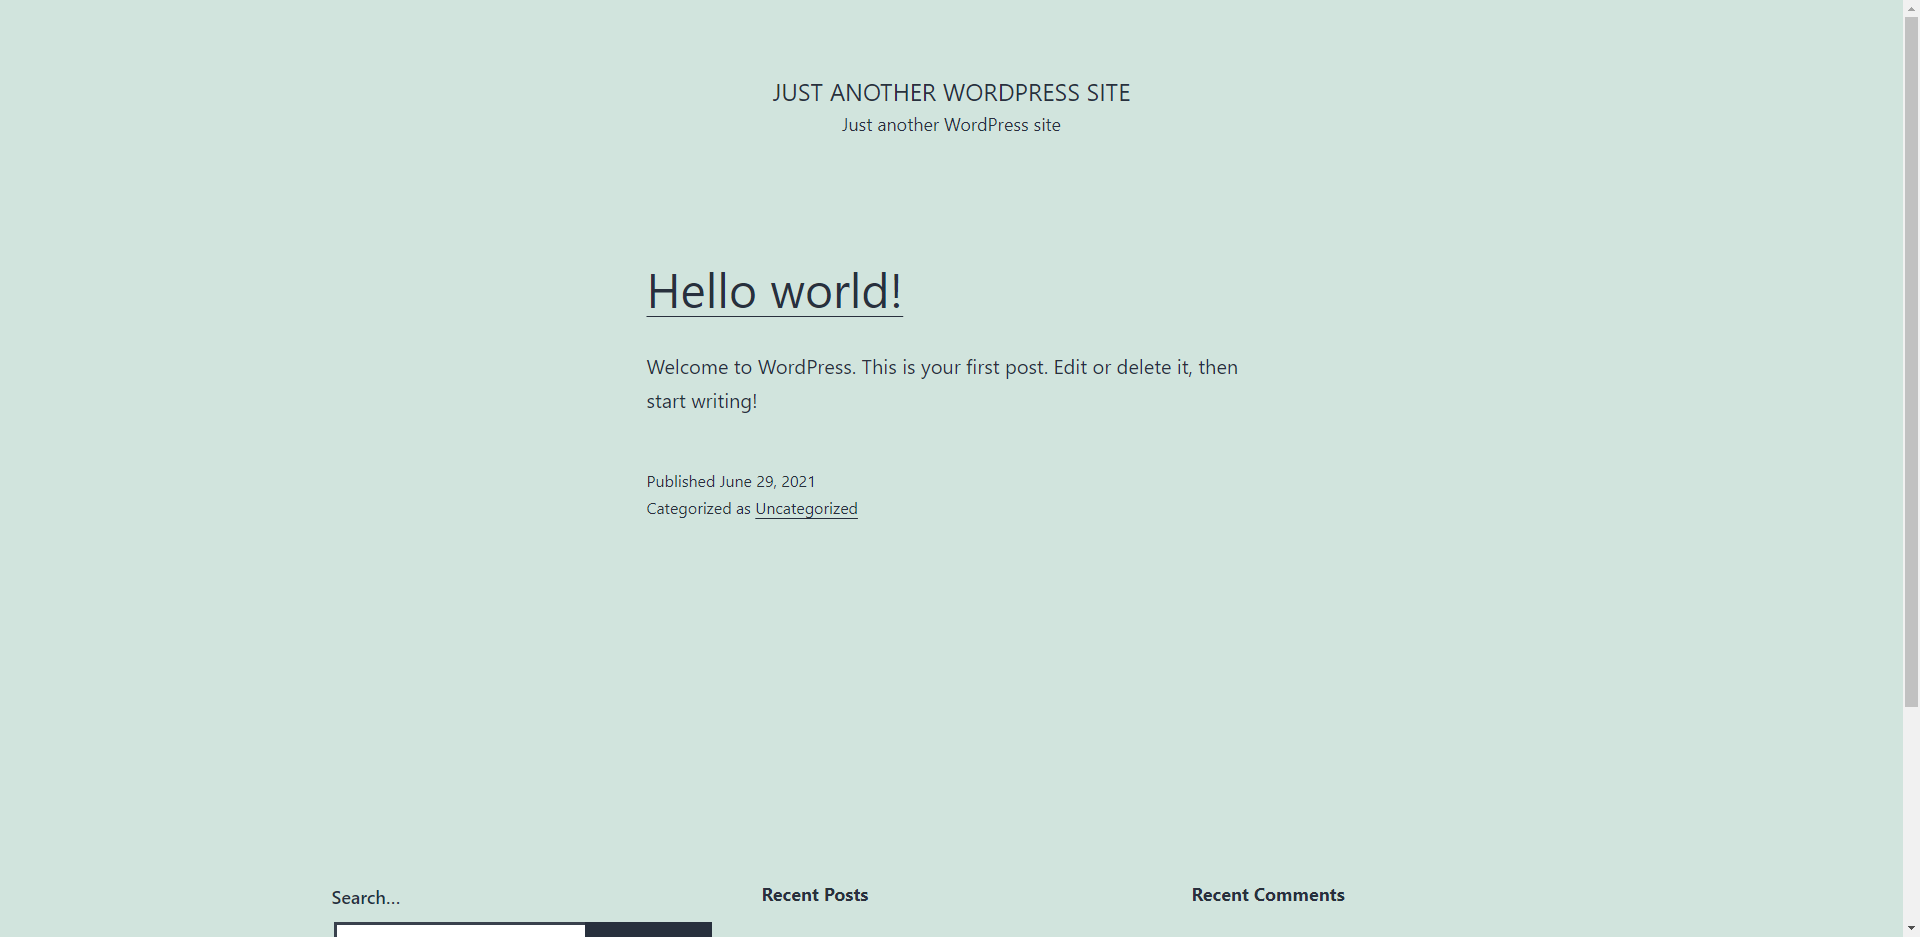 JUST ANOTHER WORDPRESS SITE
Just another WordPress site
Hello world!
Welcome to WordPress. This is your first post. Edit or delete it, then
start writing!
Published June 29, 2021
Categorized as Uncategorized
Search…
Recent Posts
Recent Comments